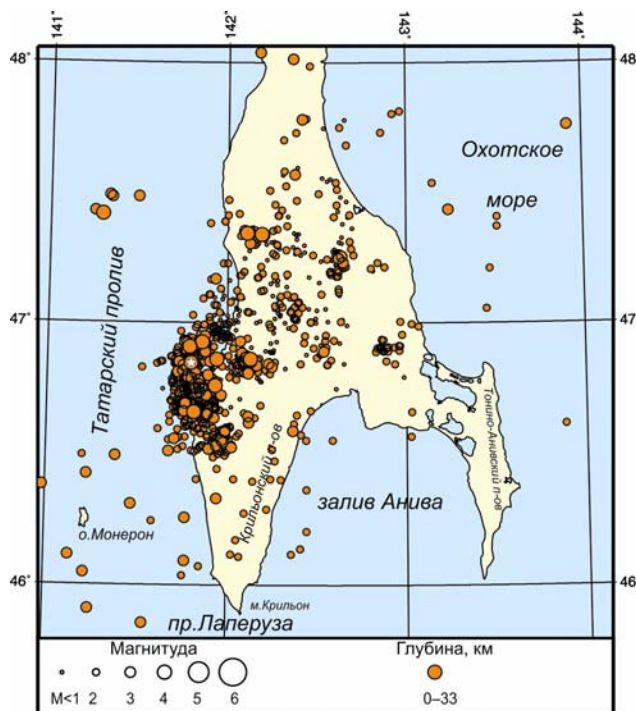 141° 142° 143° 144°
48° 48°
Охотское
море
Татарский пролив
47° 47°
Тонино-Анивский п-ов
Крильонский п-ов
залив Анива
о.Монерон
46° 46°
м.Крильон
пр.Лаперуза
Магнитуда Глубина, км
M<1 2 3 4 5 6 0–33